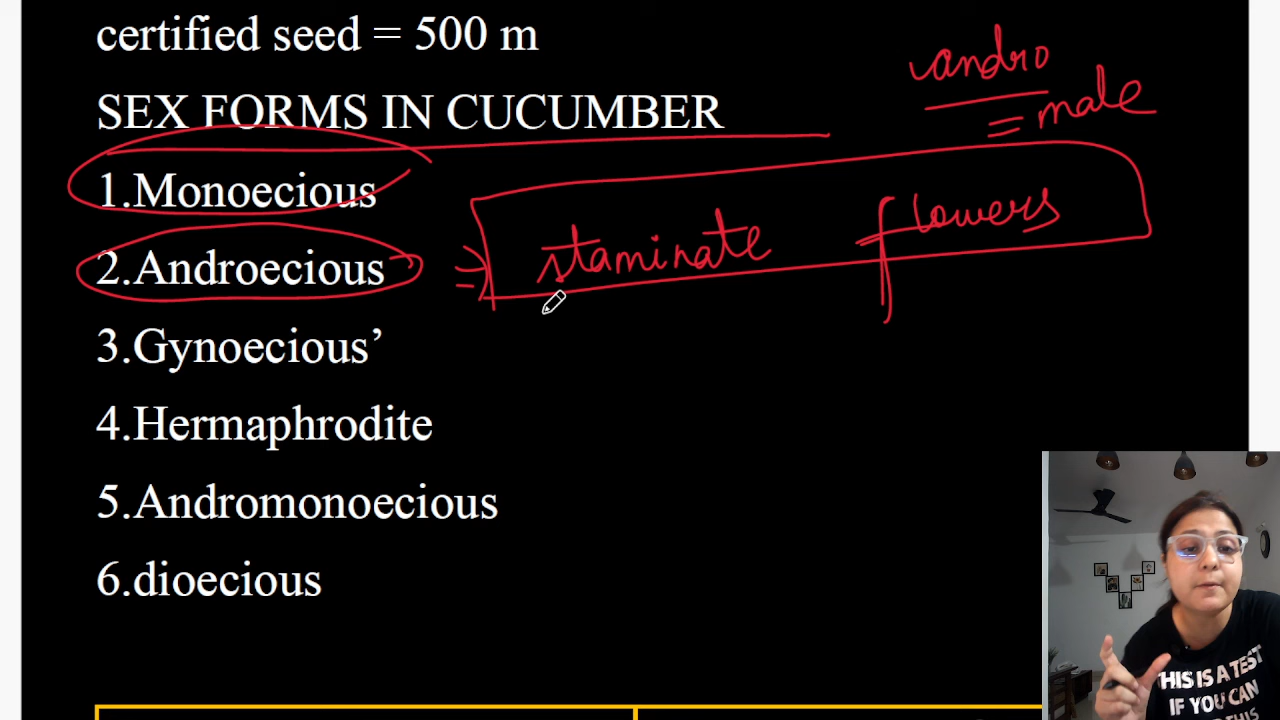 certified seed = 500 m
andro
= male
SEX FORMS IN CUCUMBER
1.Monoecious
staminate flowers
2.Androecious
3.Gynoecious’
4.Hermaphrodite
5.Andromonoecious
6.dioecious
THIS IS A TEST
IF YOU CAN
THIS